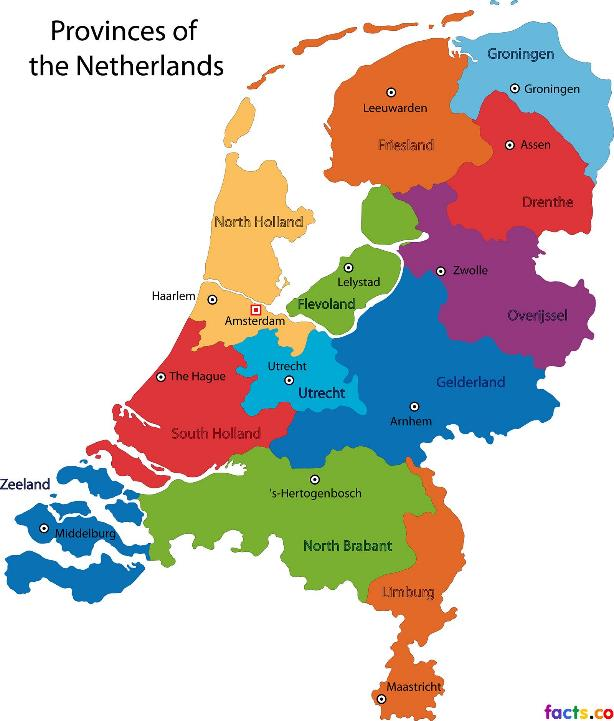 Provinces of
the Netherlands
Groningen
Groningen
Leeuwarden
Friesland
Assen
Drenthe
North Holland
Zwolle
Lelystad
Haarlem
Flevoland
Overijssel
Amsterdam
Utrecht
The Hague
Gelderland
Utrecht
Arnhem
South Holland
Zeeland
's-Hertogenbosch
Middelburg
North Brabant
Limburg
Maastricht
facts.co